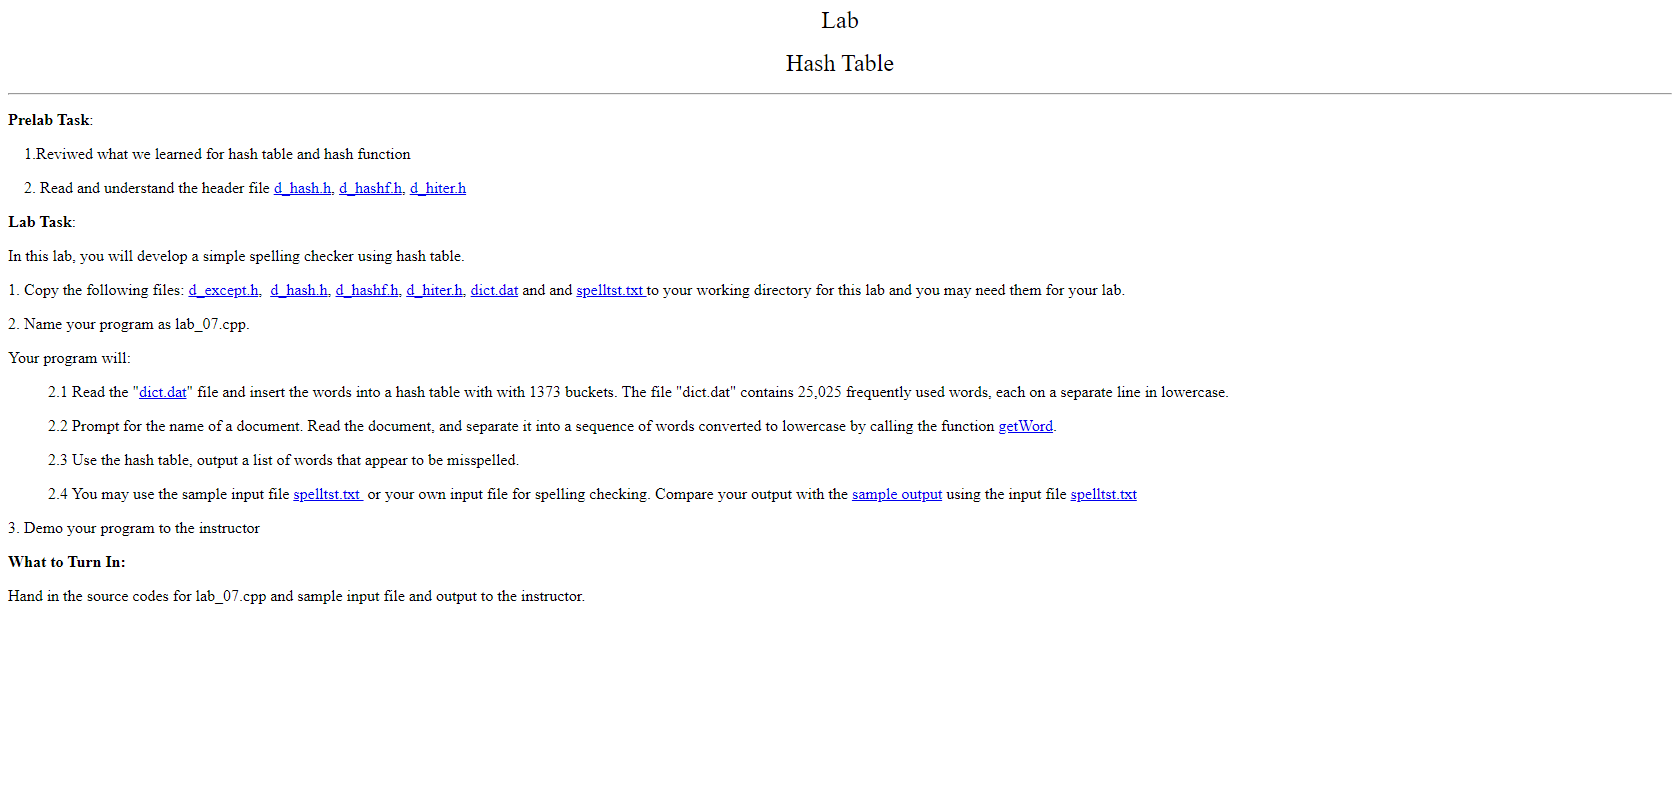 Lab
Hash Table
Prelab Task:
1.Reviwed what we learned for hash table and hash function
2. Read and understand the header file d_hash.h, d_hashf.h, d_hiter.h
Lab Task:
In this lab, you will develop a simple spelling checker using hash table.
1. Copy the following files: d_except.h, d_hash.h, d_hashf.h, d_hiter.h, dict.dat and and spelltst.txt to your working directory for this lab and you may need them for your lab.
2. Name your program as lab_07.cpp.
Your program will:
2.1 Read the "dict.dat" file and insert the words into a hash table with with 1373 buckets. The file "dict.dat" contains 25,025 frequently used words, each on a separate line in lowercase.
2.2 Prompt for the name of a document. Read the document, and separate it into a sequence of words converted to lowercase by calling the function getWord.
2.3 Use the hash table, output a list of words that appear to be misspelled.
2.4 You may use the sample input file spelltst.txt or your own input file for spelling checking. Compare your output with the sample output using the input file spelltst.txt
3. Demo your program to the instructor
What to Turn In:
Hand in the source codes for lab_07.cpp and sample input file and output to the instructor.